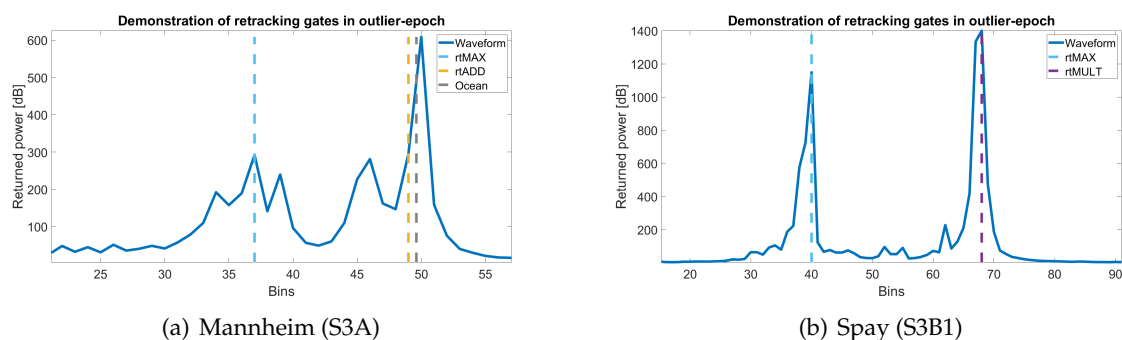 Demonstration of retracking gates in outlier-epoch
Returned power [dB]
600
500
400
300
200
100
25
30
35
40
45
50
55
Bins
Waveform
rtMAX
rtADD
Ocean
(a) Mannheim (S3A)
Demonstration of retracking gates in outlier-epoch
Returned power [dB]
1400
1200
1000
800
600
400
200
20
30
40
50
60
70
80
90
Bins
Waveform
rtMAX
rtMULT
(b) Spay (S3B1)